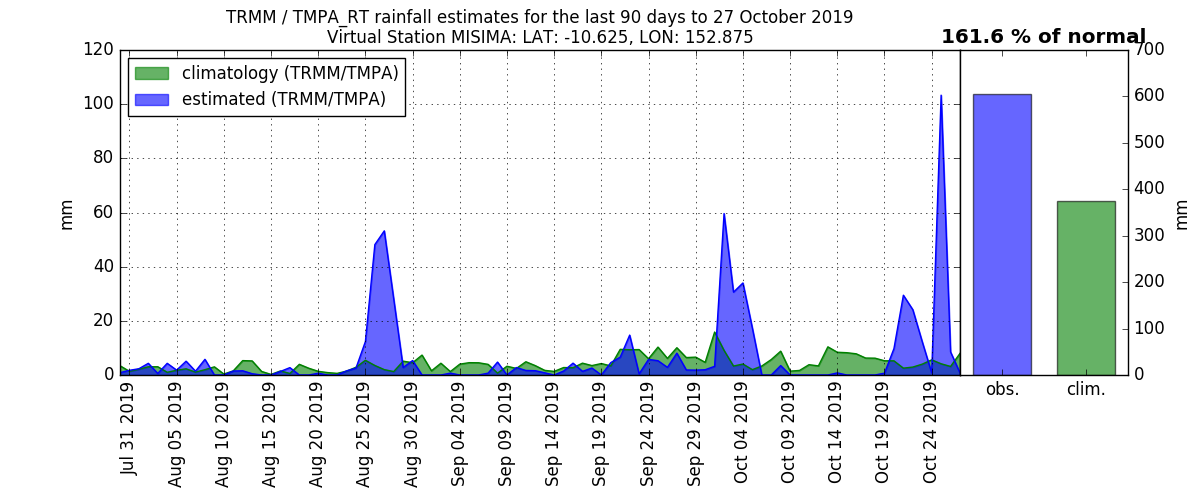 TRMM / TMPA_RT rainfall estimates for the last 90 days to 27 October 2019
Virtual Station MISIMA: LAT: -10.625, LON: 152.875
161.6 % of normal
climatology (TRMM/TMPA)
estimated (TRMM/TMPA)
120
100
80
60
40
20
0
mm
Jul 31 2019
Aug 05 2019
Aug 10 2019
Aug 15 2019
Aug 20 2019
Aug 25 2019
Aug 30 2019
Sep 04 2019
Sep 09 2019
Sep 14 2019
Sep 19 2019
Sep 24 2019
Sep 29 2019
Oct 04 2019
Oct 09 2019
Oct 14 2019
Oct 19 2019
Oct 24 2019
obs.
clim.
700
600
500
400
300
200
100
0
mm